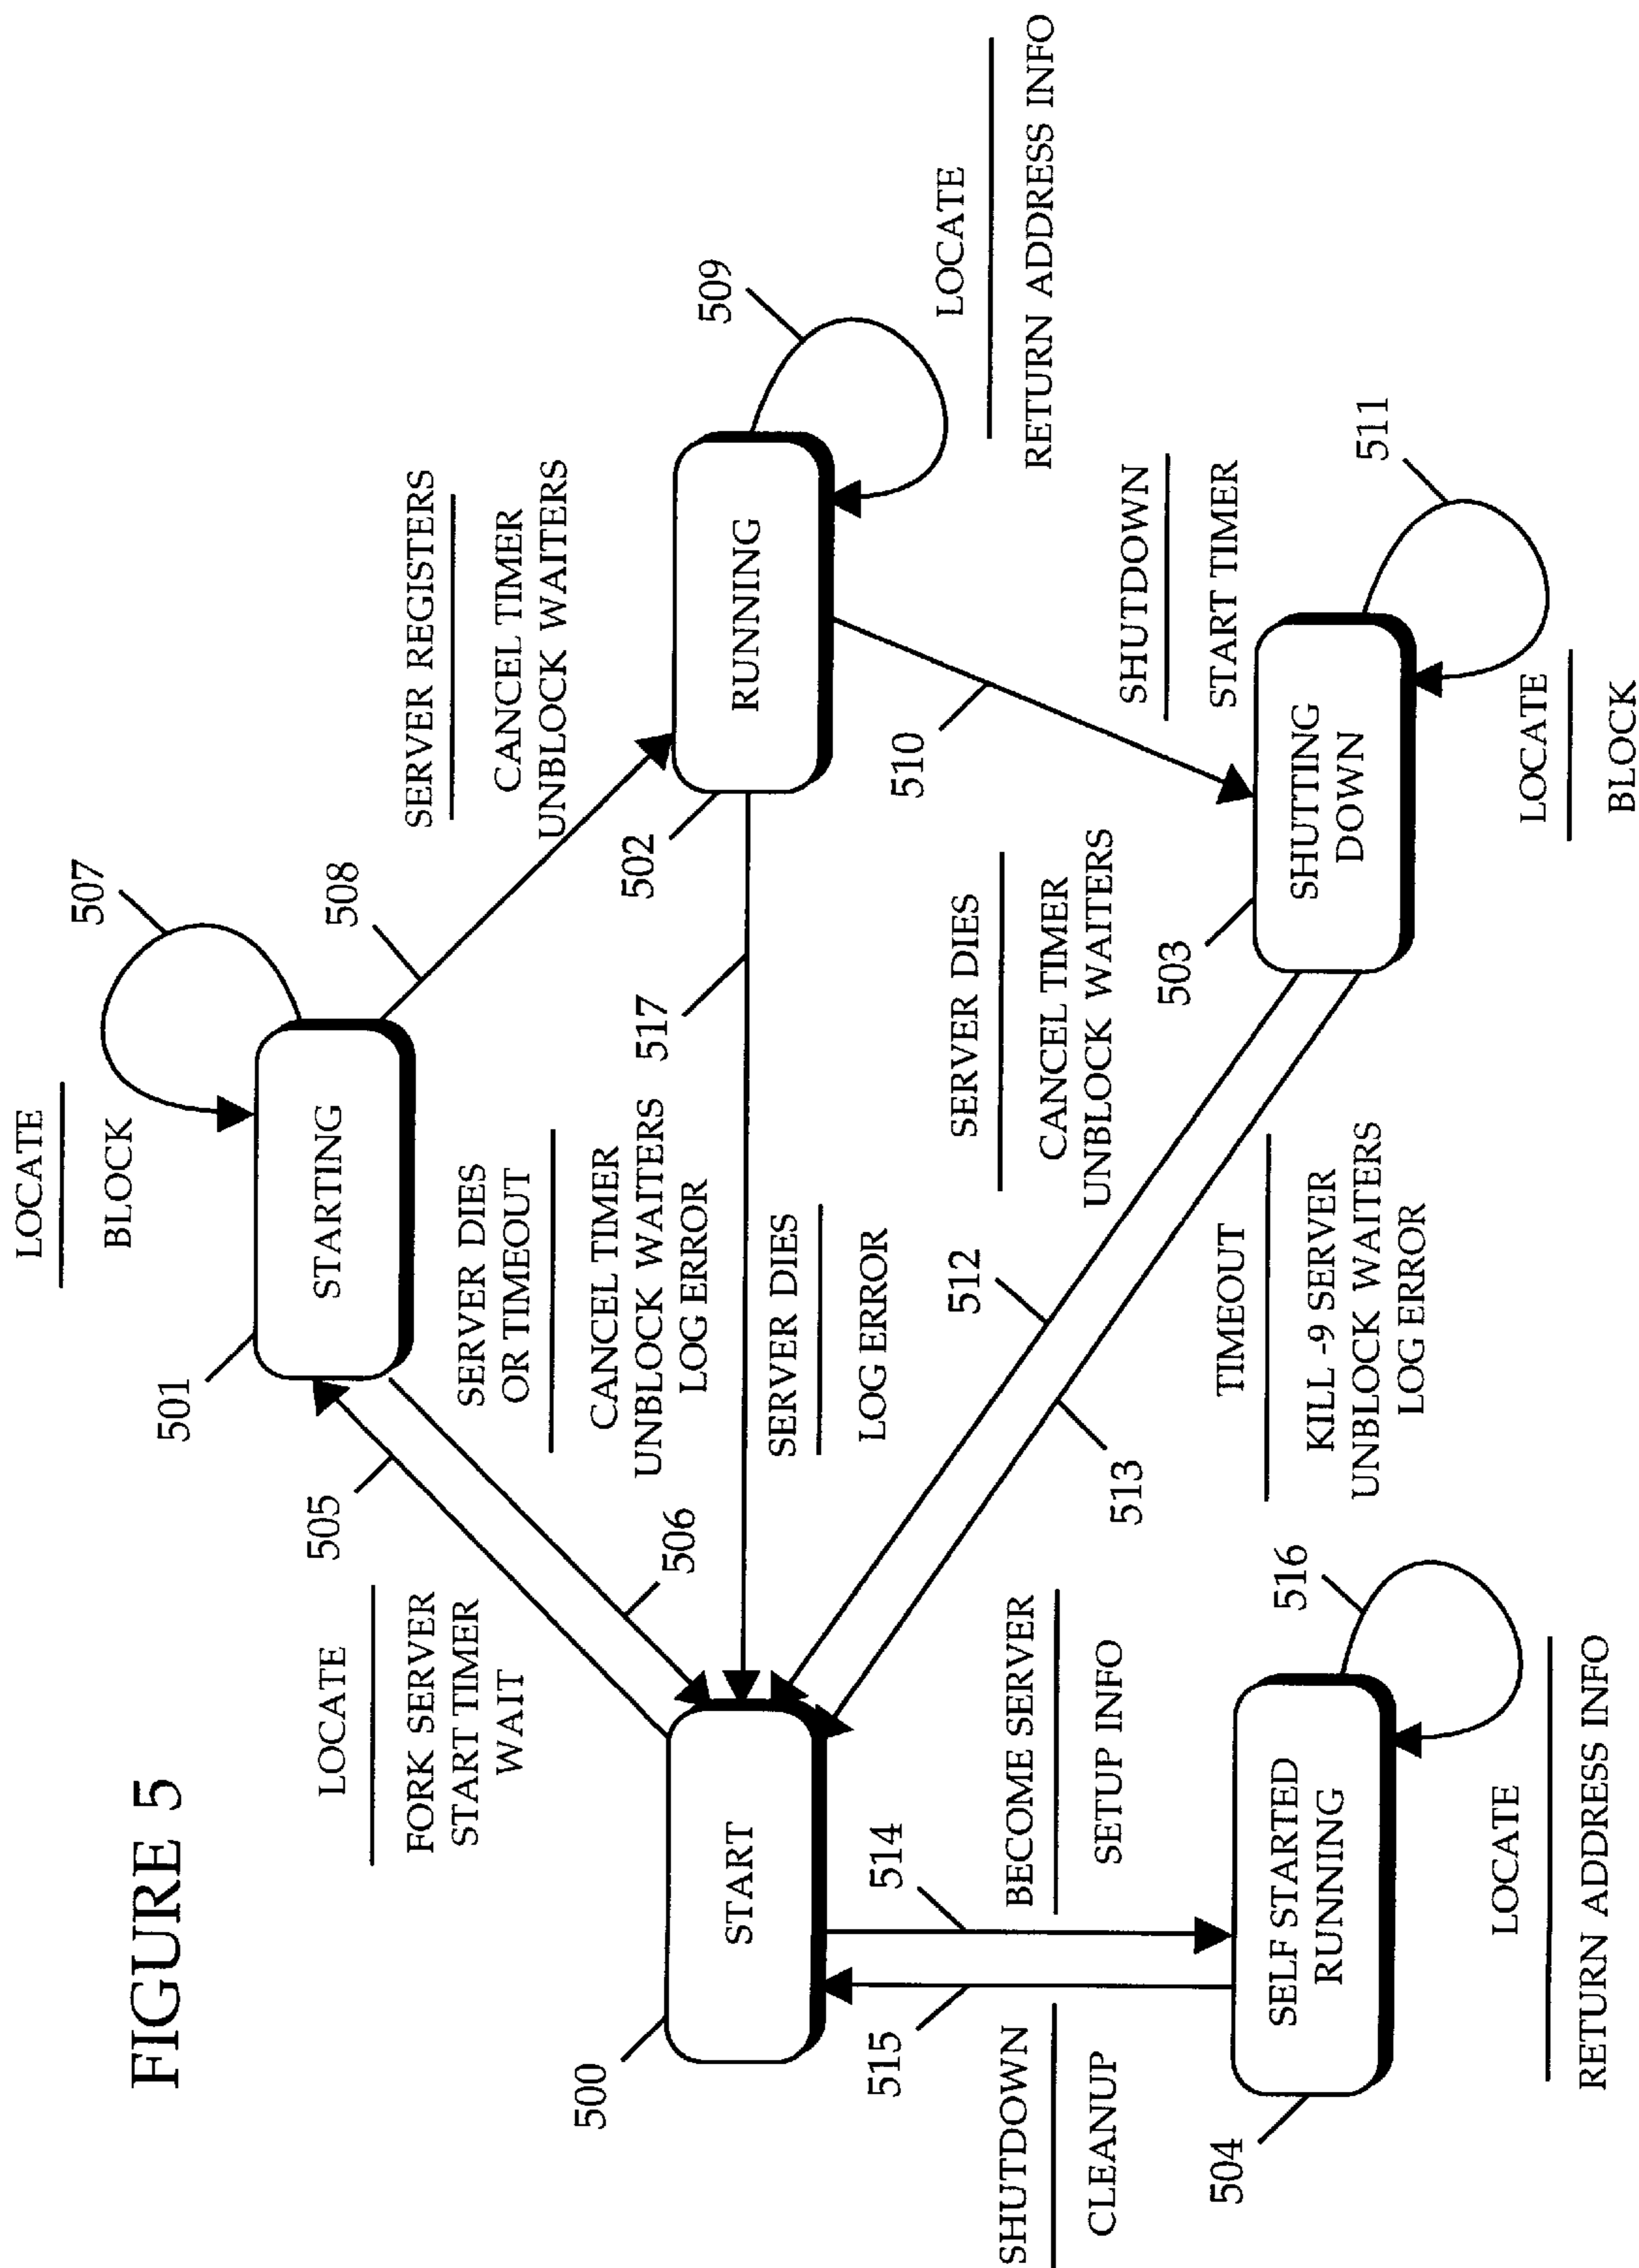 FIGURE 5
LOCATE
BLOCK
507
501
STARTING
508
SERVER REGISTERS
CANCEL TIMER
UNBLOCK WAITERS
505
LOCATE
FORK SERVER
START TIMER
WAIT
506
SERVER DIES
OR TIMEOUT
CANCEL TIMER
UNBLOCK WAITERS
LOG ERROR
517
502
RUNNING
509
LOCATE
RETURN ADDRESS INFO
500
START
SERVER DIES
LOG ERROR
510
SHUTDOWN
START TIMER
512
SERVER DIES
CANCEL TIMER
UNBLOCK WAITERS
503
SHUTTING
DOWN
511
LOCATE
BLOCK
513
TIMEOUT
KILL -9 SERVER
UNBLOCK WAITERS
LOG ERROR
515
SHUTDOWN
CLEANUP
514
BECOME SERVER
SETUP INFO
504
SELF STARTED
RUNNING
516
LOCATE
RETURN ADDRESS INFO